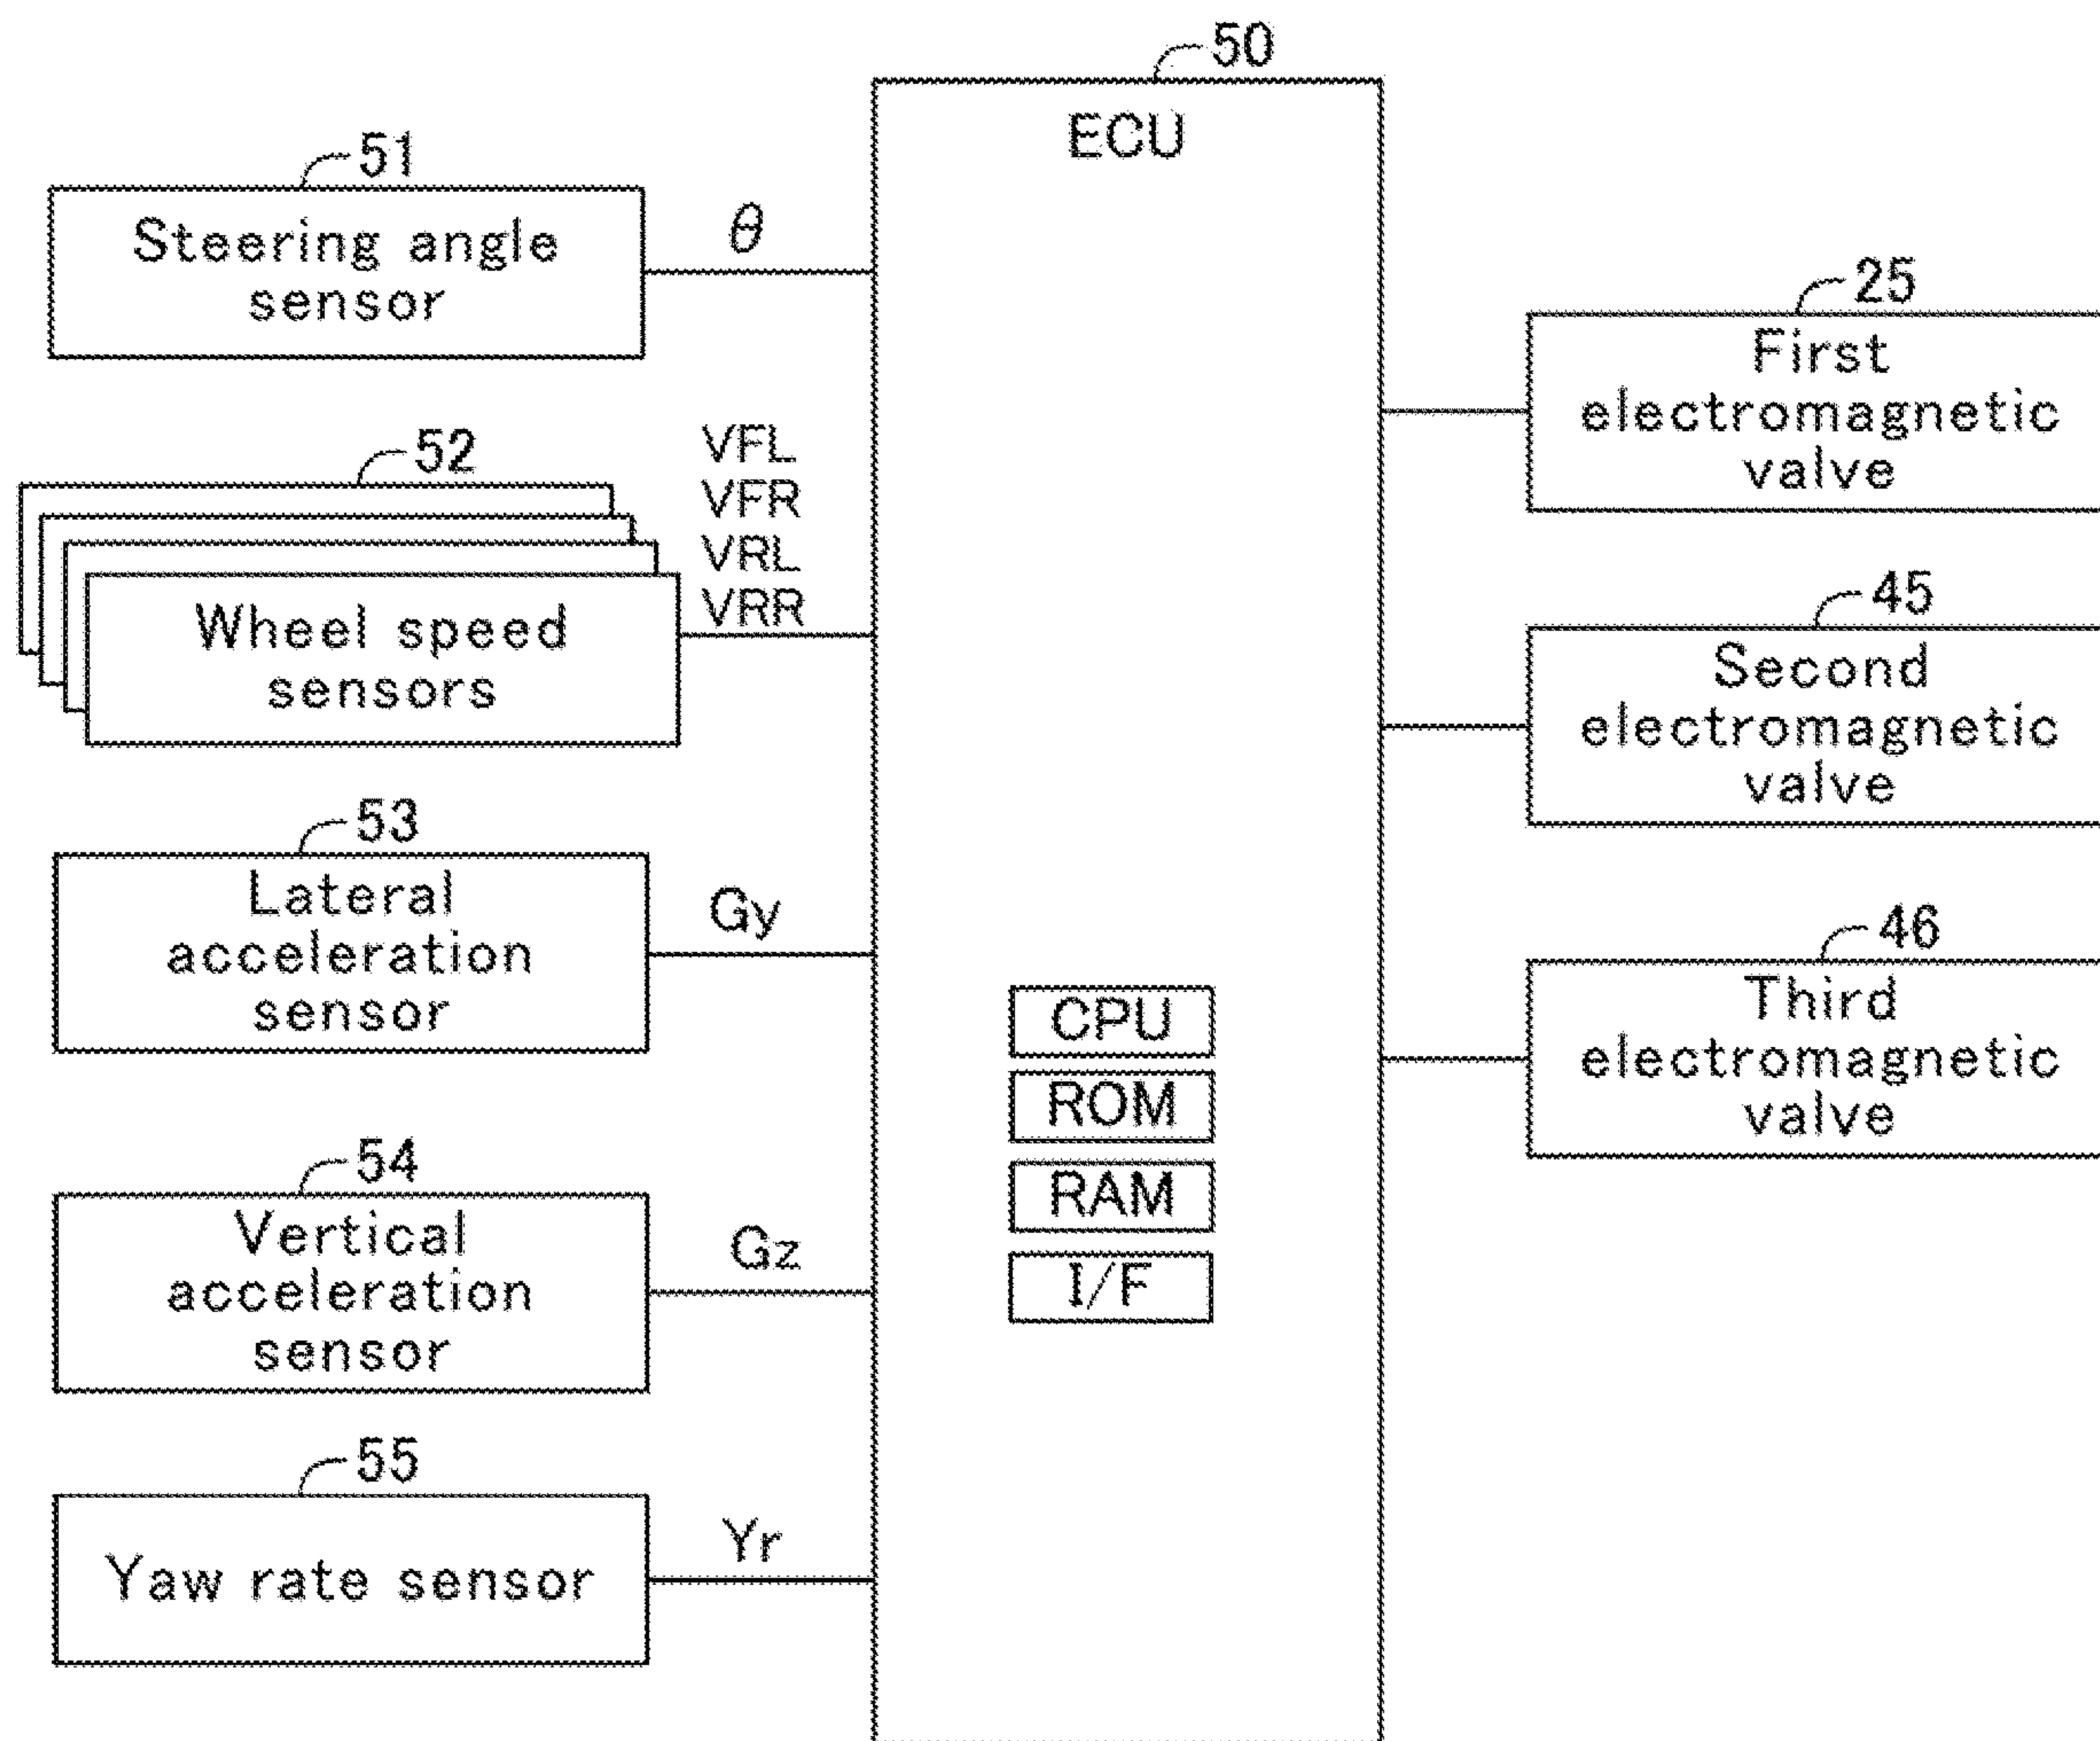 50
ECU
51
Steering angle
sensor
θ
52
Wheel speed
sensors
VFL
VFR
VRL
VRR
53
Lateral
acceleration
sensor
Gy
54
Vertical
acceleration
sensor
Gz
55
Yaw rate sensor
Yr
CPU
ROM
RAM
I/F
25
First
electromagnetic
valve
45
Second
electromagnetic
valve
46
Third
electromagnetic
valve